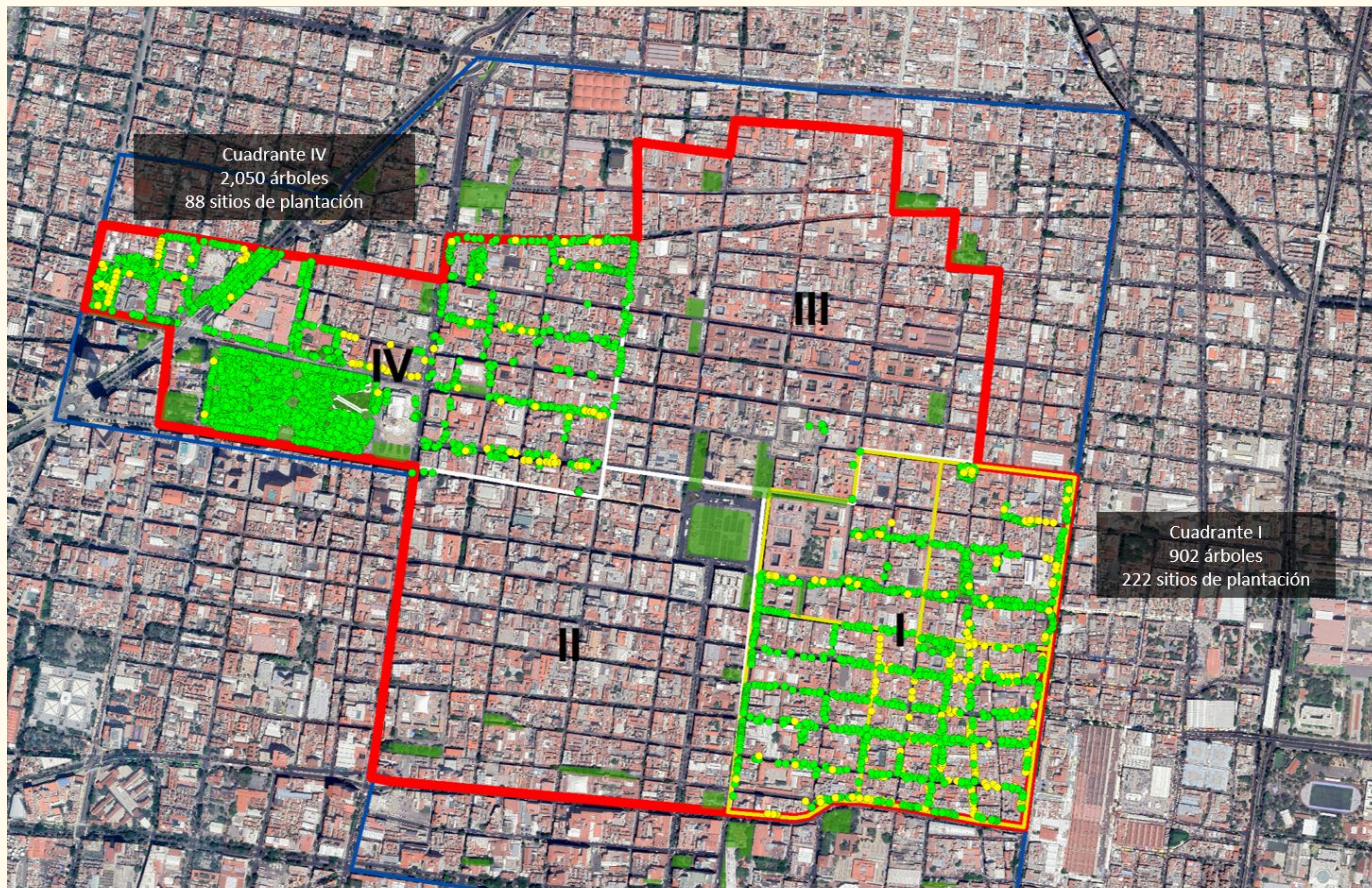 Cuadrante IV
2,050 árboles
88 sitios de plantación
III
IV
Cuadrante I
902 árboles
222 sitios de plantación
I
II